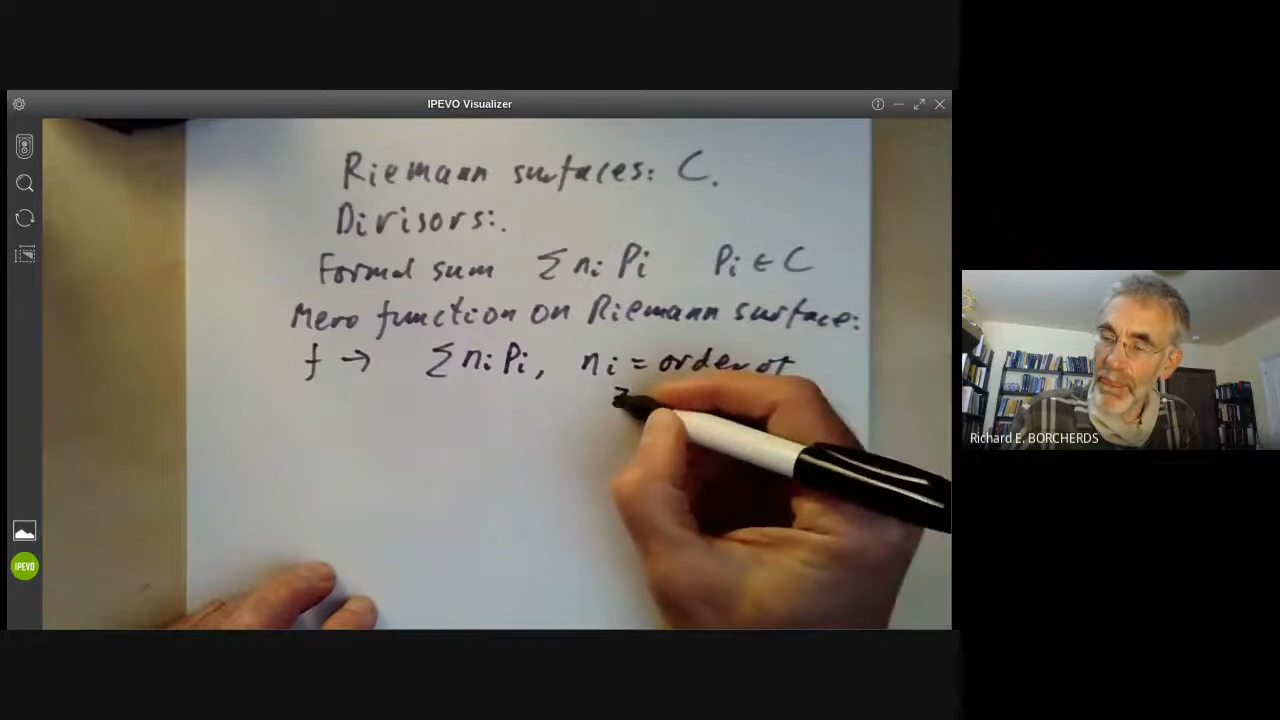 IPEVO Visualizer
Riemann surfaces: C.
Divisors:.
Formal sum Σ ni Pi Pi ∈ C
Mero function on Riemann surface:
f → Σ ni Pi, ni = order of
z
Richard E. BORCHERDS
IPEVO